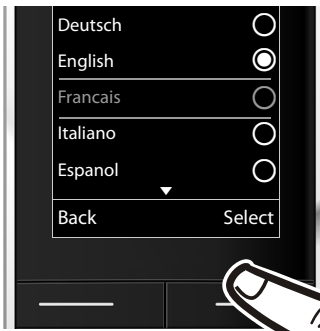 Deutsch
English
Francais
Italiano
Espanol
Back Select